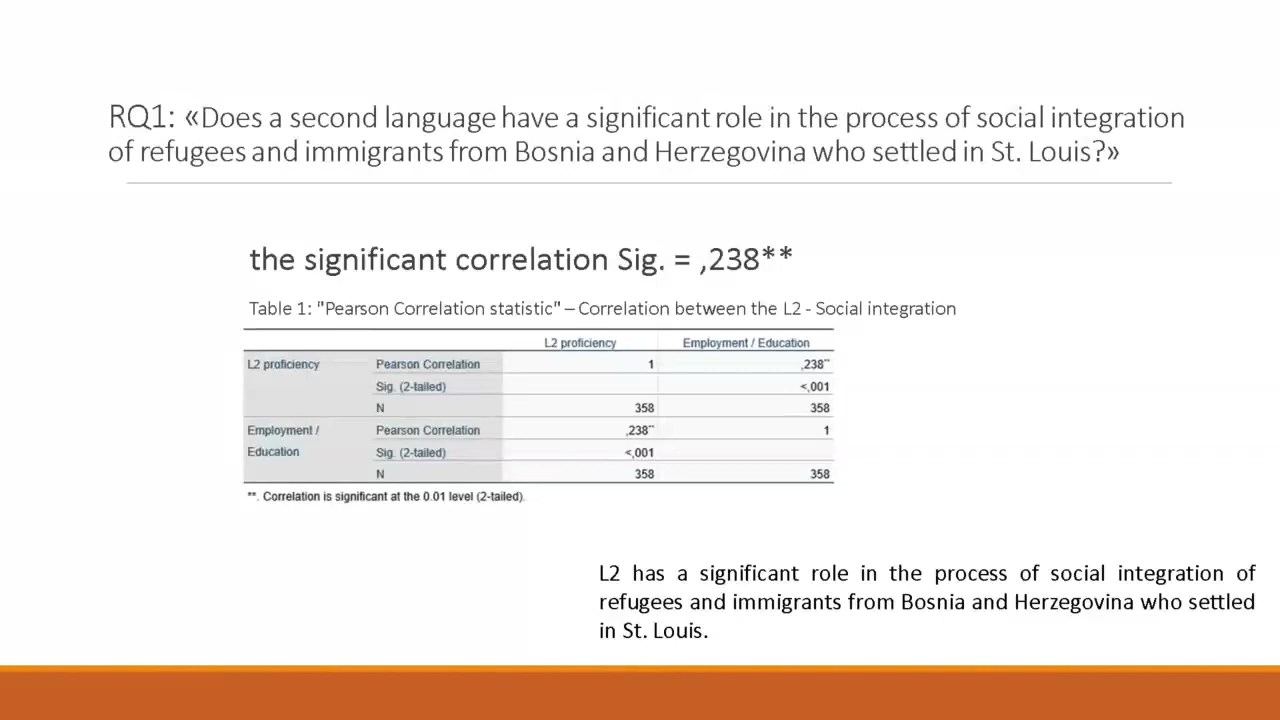 RQ1: «Does a second language have a significant role in the process of social integration
of refugees and immigrants from Bosnia and Herzegovina who settled in St. Louis?»
the significant correlation Sig. = ,238**
Table 1: "Pearson Correlation statistic" – Correlation between the L2 - Social integration
L2 proficiency Employment / Education
L2 proficiency Pearson Correlation 1 ,238**
Sig. (2-tailed) <,001
N 358 358
Employment / Pearson Correlation ,238** 1
Education Sig. (2-tailed) <,001
N 358 358
**. Correlation is significant at the 0.01 level (2-tailed).
L2 has a significant role in the process of social integration of
refugees and immigrants from Bosnia and Herzegovina who settled
in St. Louis.